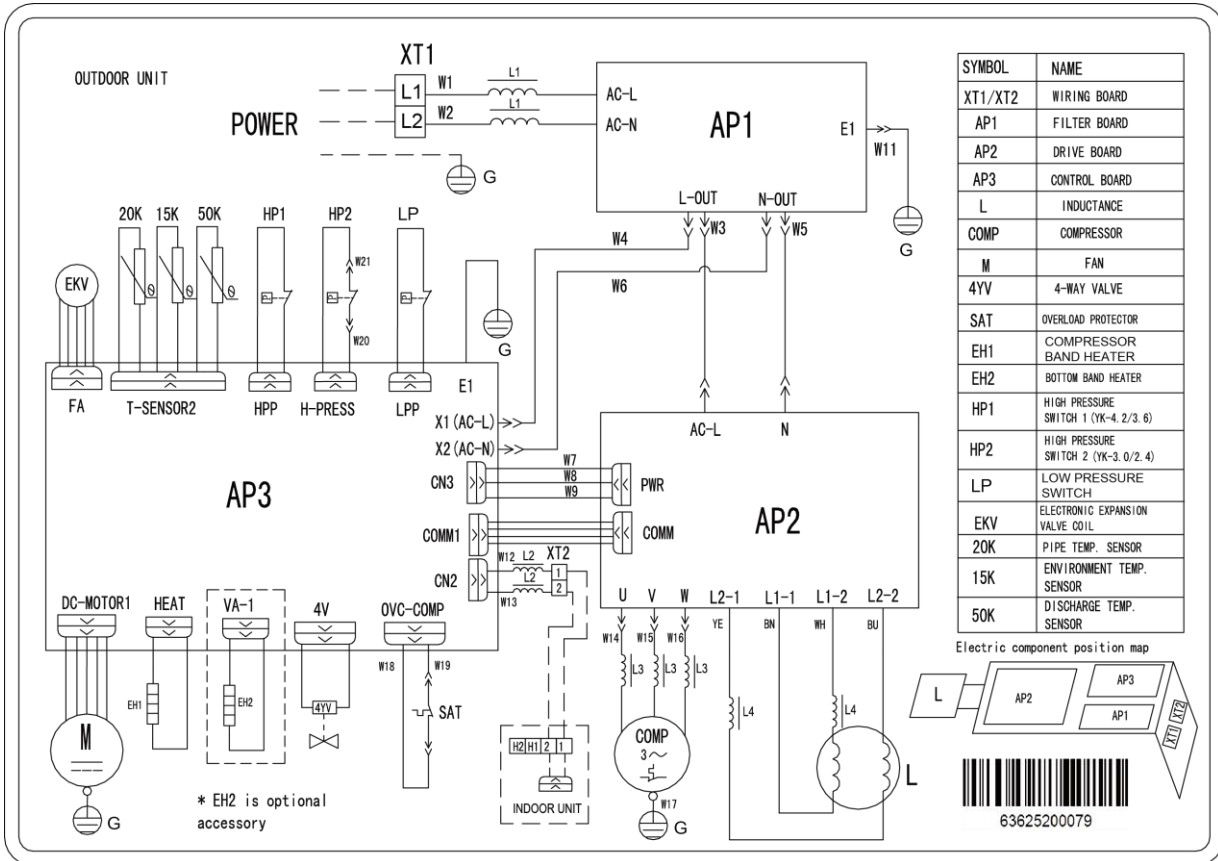 OUTDOOR UNIT
XT1
POWER
L1
L2
W1
W2
L1
L1
G
AC-L
AC-N
AP1
E1
W11
G
L-OUT
N-OUT
W3
W5
W4
W6
20K
15K
50K
HP1
HP2
LP
EKV
θ
θ
θ
P
P
P
W21
W20
G
FA
T-SENSOR2
HPP
H-PRESS
LPP
E1
X1(AC-L)
X2(AC-N)
AP3
CN3
W7
W8
W9
PWR
COMM1
COMM
CN2
W12
L2
L2
W13
XT2
1
2
AC-L
N
AP2
U
V
W
L2-1
L1-1
L1-2
L2-2
YE
BN
WH
BU
W14
W15
W16
L3
L3
L3
L4
L4
COMP
3~
W17
G
L
DC-MOTOR1
HEAT
VA-1
4V
OVC-COMP
W18
W19
EH1
EH2
4YV
SAT
M
G
* EH2 is optional
accessory
H2 H1 2 1
INDOOR UNIT
SYMBOL NAME
XT1/XT2 WIRING BOARD
AP1 FILTER BOARD
AP2 DRIVE BOARD
AP3 CONTROL BOARD
L INDUCTANCE
COMP COMPRESSOR
M FAN
4YV 4-WAY VALVE
SAT OVERLOAD PROTECTOR
EH1 COMPRESSOR
BAND HEATER
EH2 BOTTOM BAND HEATER
HP1 HIGH PRESSURE
SWITCH 1 (YK-4.2/3.6)
HP2 HIGH PRESSURE
SWITCH 2 (YK-3.0/2.4)
LP LOW PRESSURE
SWITCH
EKV ELECTRONIC EXPANSION
VALVE COIL
20K PIPE TEMP. SENSOR
15K ENVIRONMENT TEMP.
SENSOR
50K DISCHARGE TEMP.
SENSOR
Electric component position map
L
AP2
AP3
AP1
XT1
XT2
63625200079